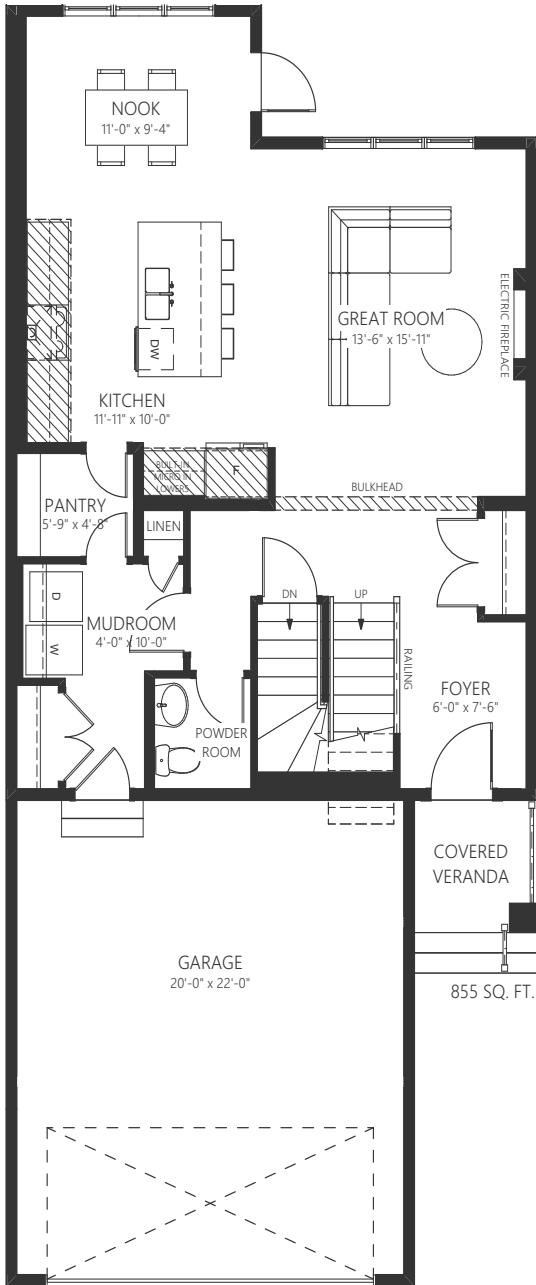 NOOK
11'-0" x 9'-4"
ELECTRIC FIREPLACE
GREAT ROOM
13'-6" x 15'-11"
DW
KITCHEN
11'-11" x 10'-0"
BUILT-IN
MICRO IN
LOWERS
F
BULKHEAD
PANTRY
5'-9" x 4'-8"
LINEN
D
W
MUDROOM
4'-0" x 10'-0"
DN
UP
RAILING
FOYER
6'-0" x 7'-6"
POWDER
ROOM
COVERED
VERANDA
GARAGE
20'-0" x 22'-0"
855 SQ. FT.